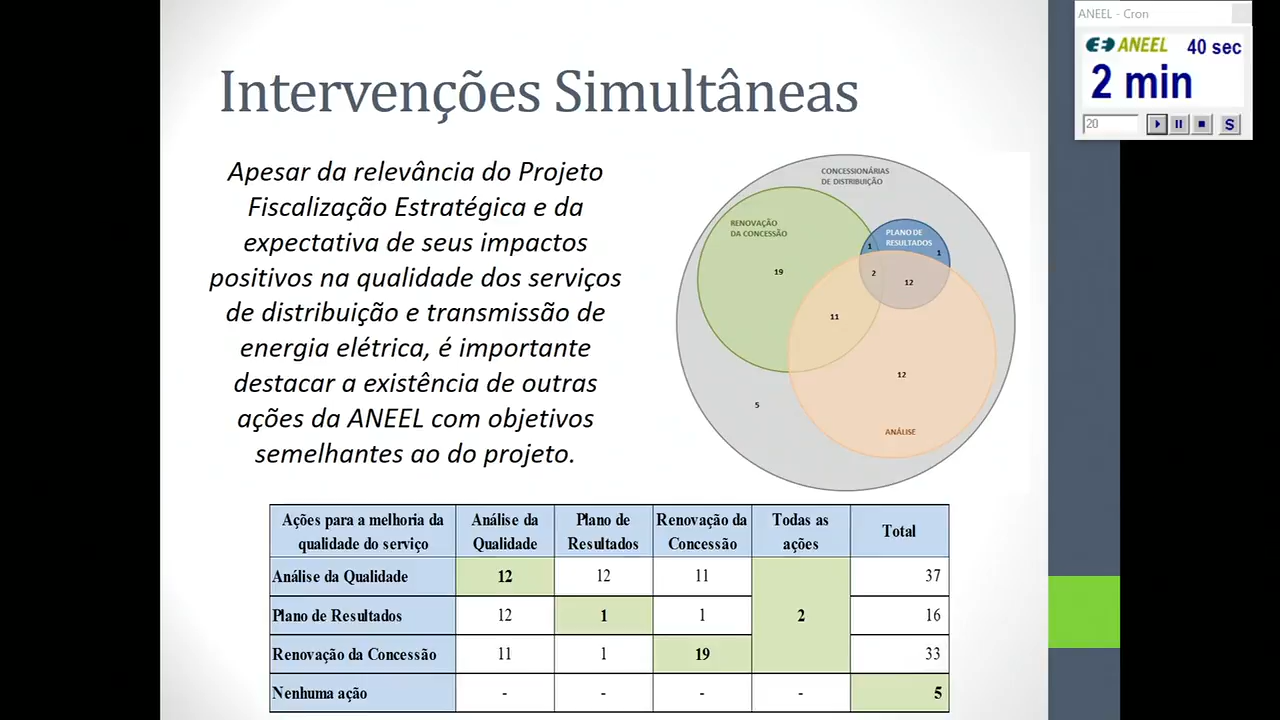 ANEEL - Cron
ANEEL 40 sec
2 min
20
S
Intervenções Simultâneas
Apesar da relevância do Projeto
Fiscalização Estratégica e da
expectativa de seus impactos
positivos na qualidade dos serviços
de distribuição e transmissão de
energia elétrica, é importante
destacar a existência de outras
ações da ANEEL com objetivos
semelhantes ao do projeto.
CONCESSIONÁRIAS
DE DISTRIBUIÇÃO
RENOVAÇÃO
DA CONCESSÃO
PLANO DE
RESULTADOS
1
1
19
2
12
11
12
5
ANÁLISE
Ações para a melhoria da
qualidade do serviço
Análise da
Qualidade
Plano de
Resultados
Renovação da
Concessão
Todas as
ações
Total
Análise da Qualidade 12 12 11 37
Plano de Resultados 12 1 1 2 16
Renovação da Concessão 11 1 19 33
Nenhuma ação - - - - 5